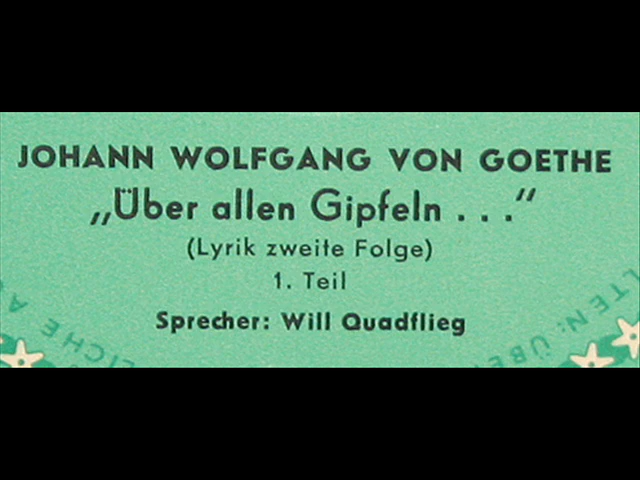 JOHANN WOLFGANG VON GOETHE
„Über allen Gipfeln . . .“
(Lyrik zweite Folge)
1. Teil
Sprecher: Will Quadflieg